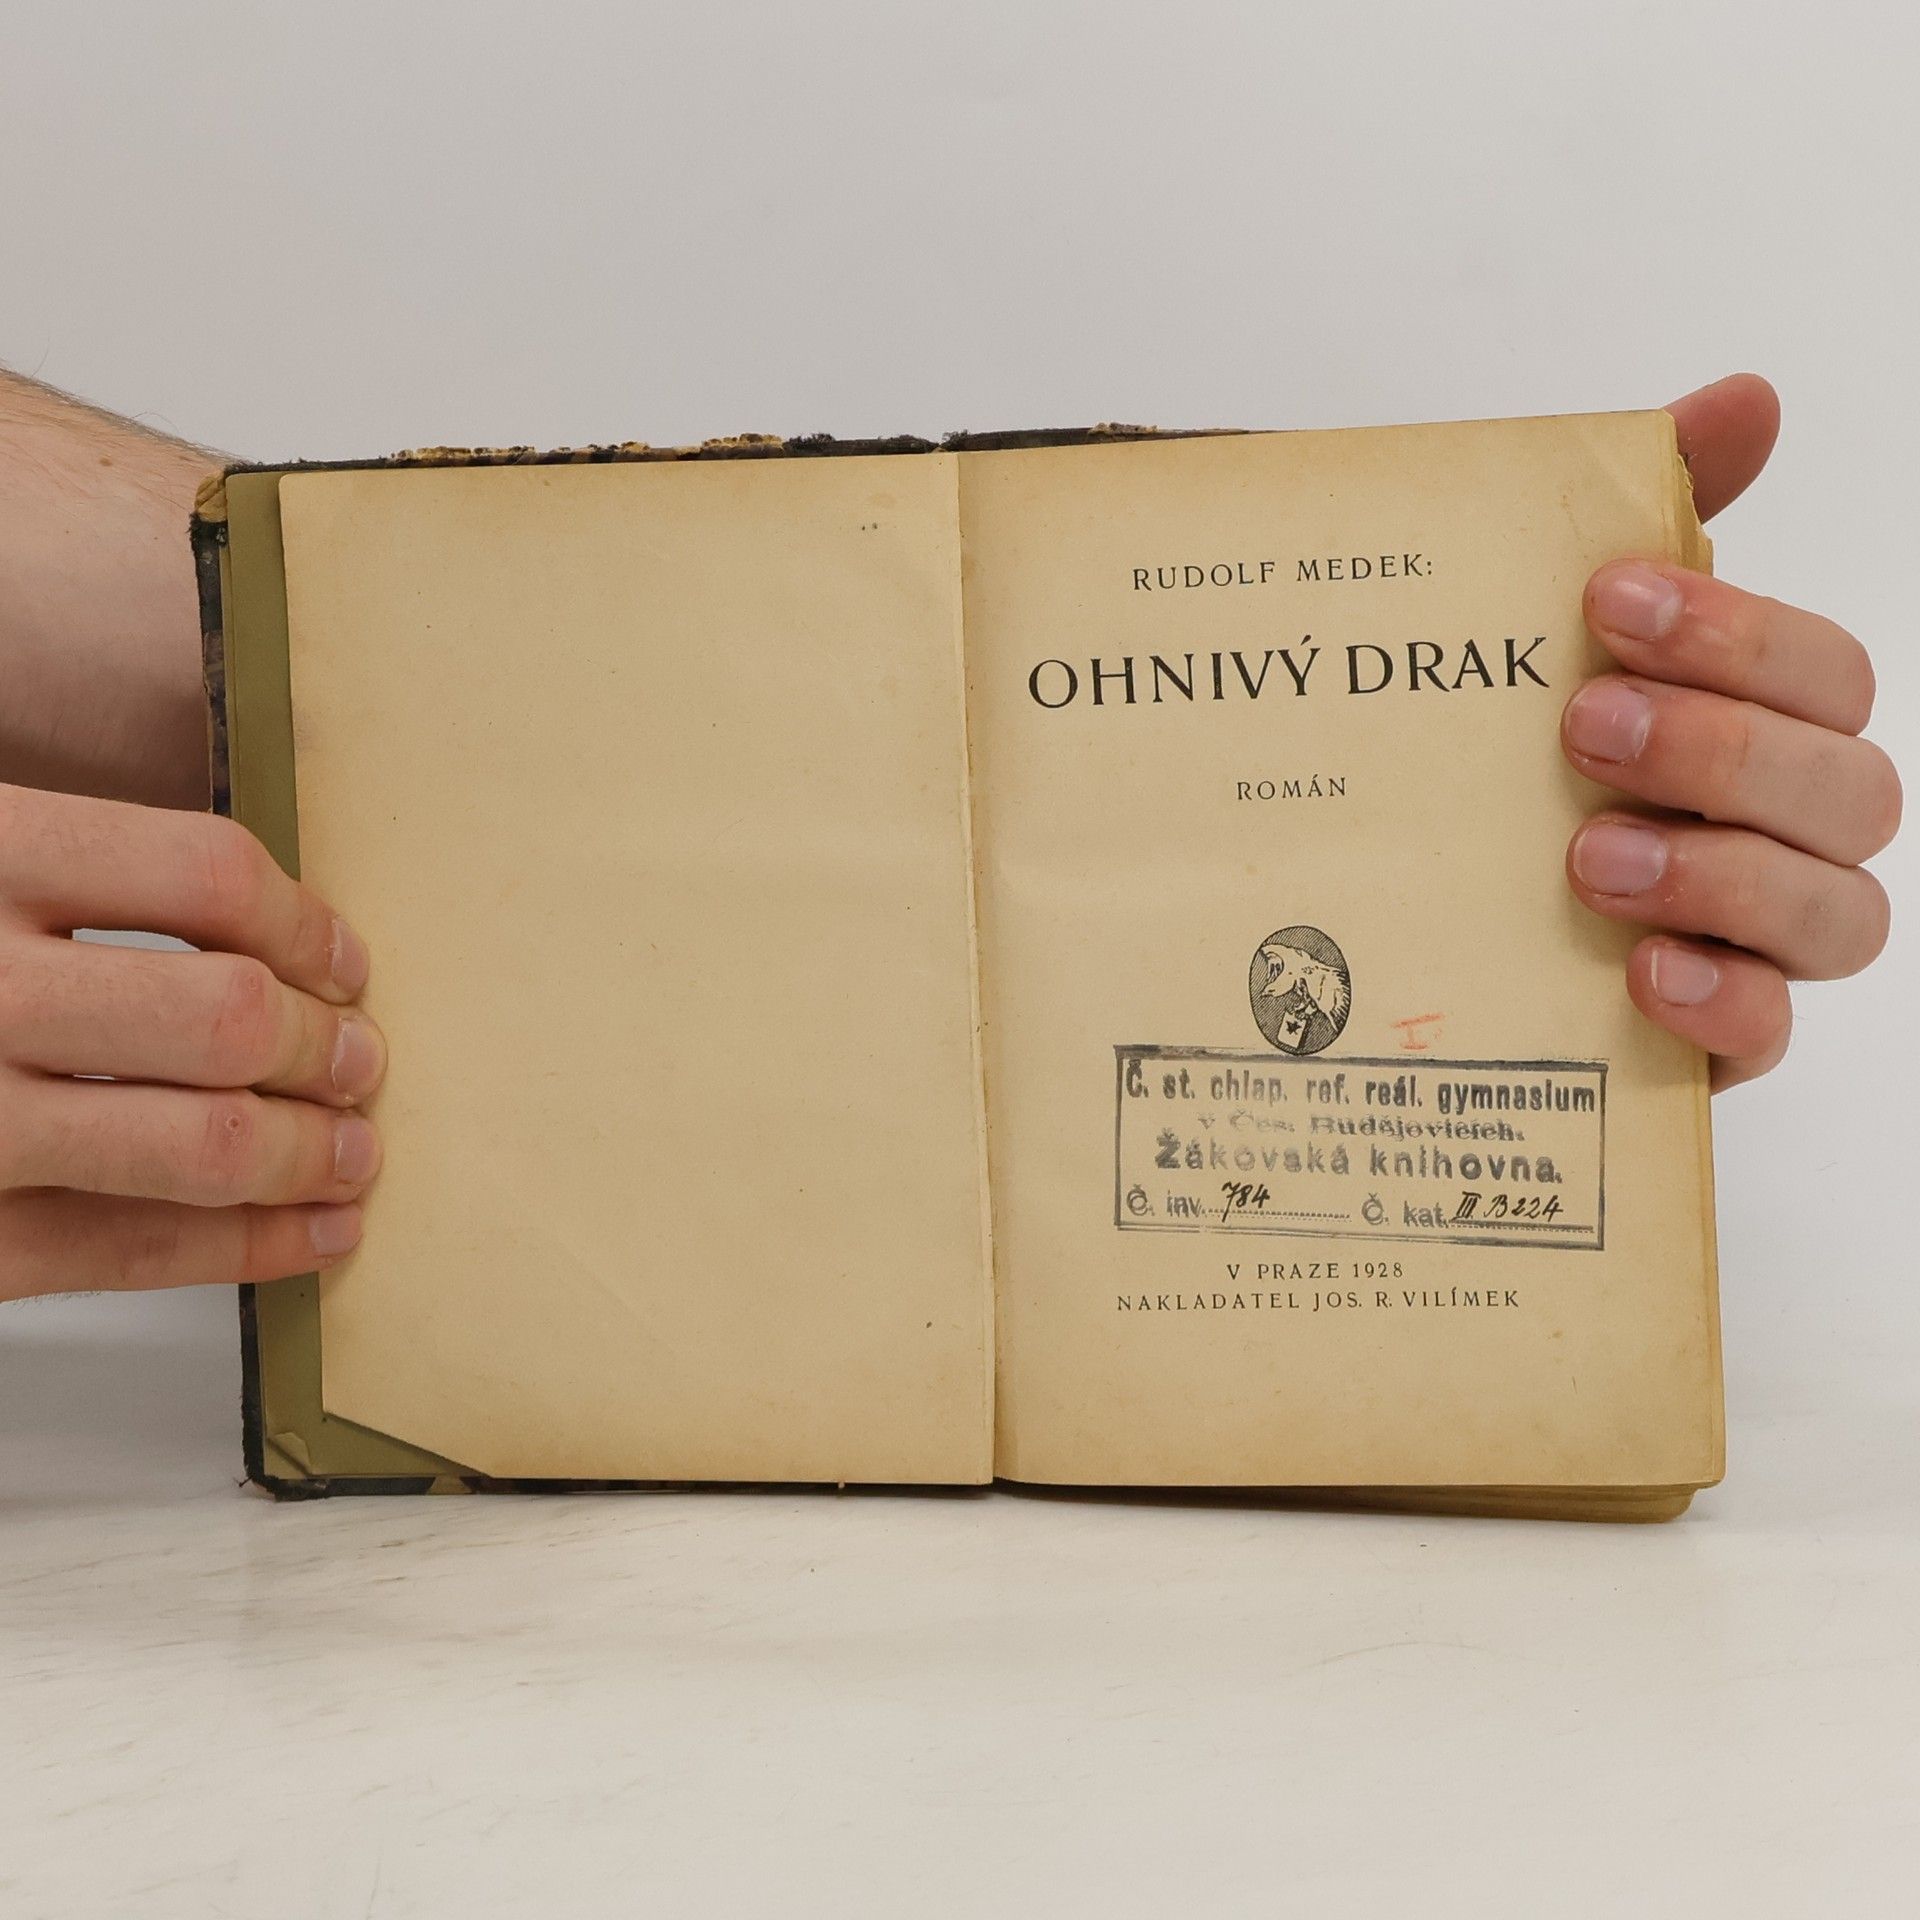 RUDOLF MEDEK:
OHNIVÝ DRAK
ROMÁN
I.
Č. st. chlap. ref. reál. gymnasium
v Čes. Budějovicích.
Žákovská knihovna.
Č. inv. 784 Č. kat. III B 224
V PRAZE 1928
NAKLADATEL JOS. R. VILÍMEK